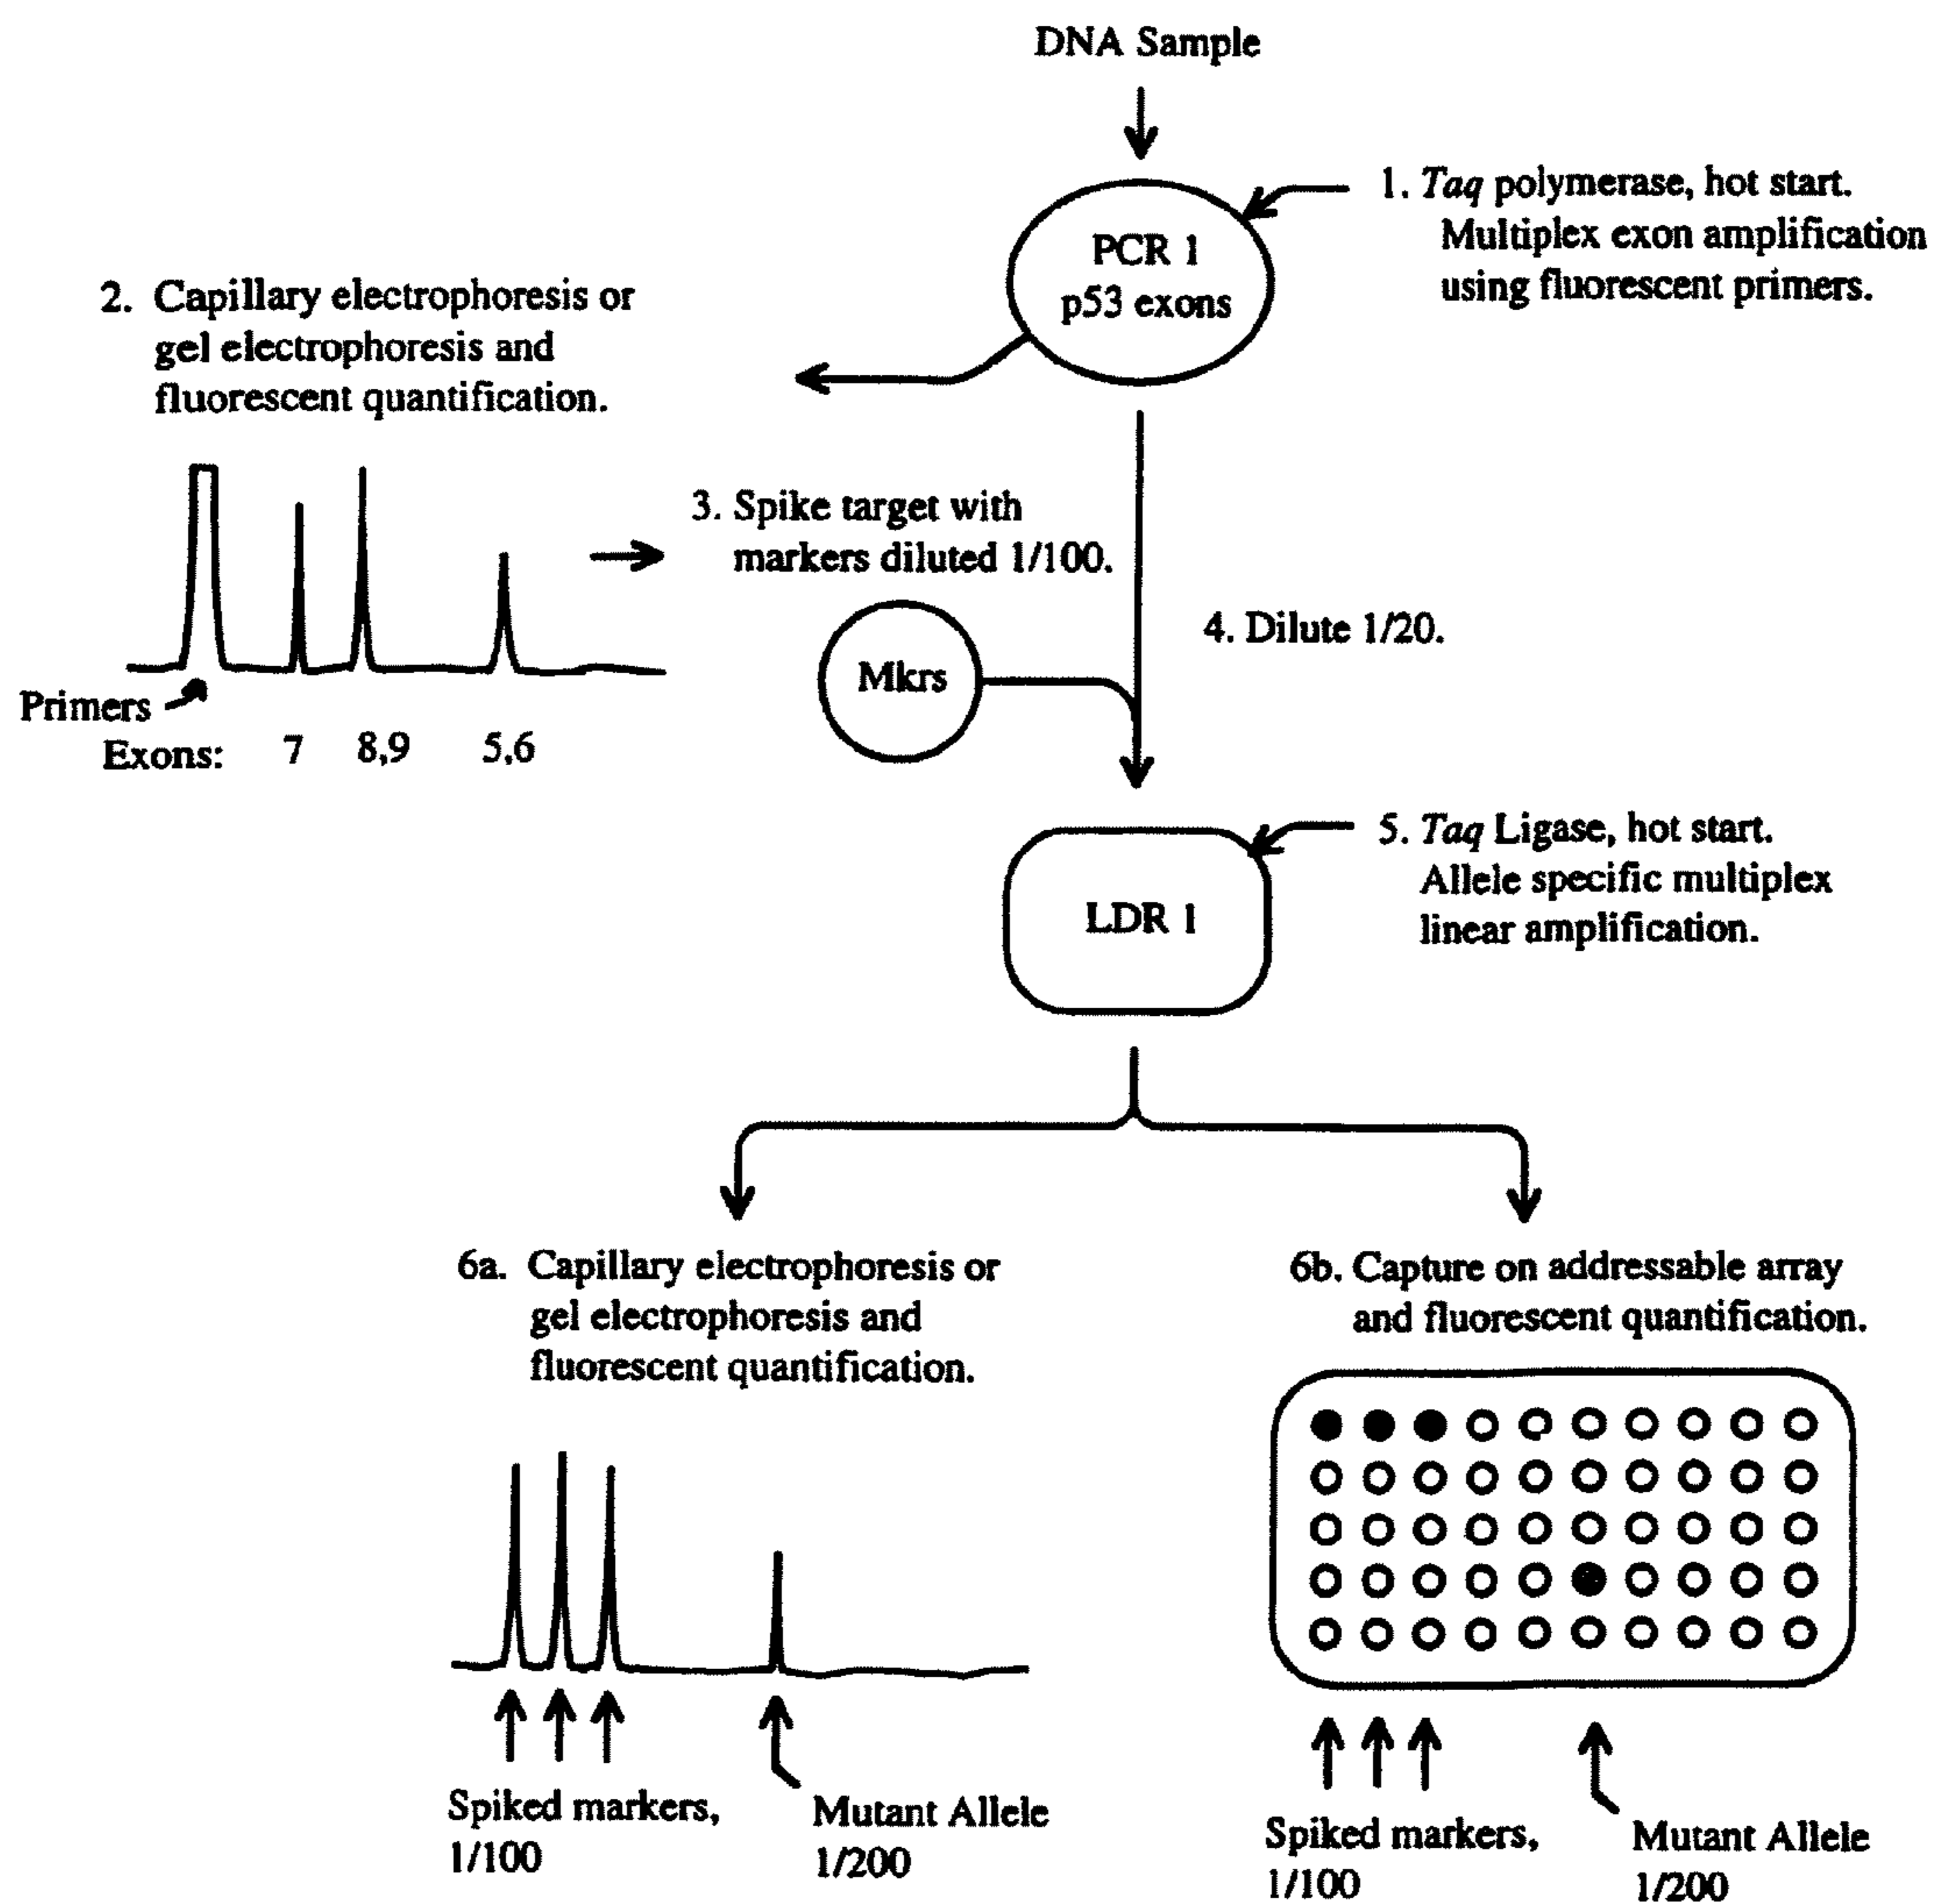 DNA Sample
PCR 1
p53 exons
1. Taq polymerase, hot start.
Multiplex exon amplification
using fluorescent primers.
2. Capillary electrophoresis or
gel electrophoresis and
fluorescent quantification.
Primers
Exons: 7 8,9 5,6
3. Spike target with
markers diluted 1/100.
Mkrs
4. Dilute 1/20.
LDR 1
5. Taq Ligase, hot start.
Allele specific multiplex
linear amplification.
6a. Capillary electrophoresis or
gel electrophoresis and
fluorescent quantification.
Spiked markers,
1/100
Mutant Allele
1/200
6b. Capture on addressable array
and fluorescent quantification.
Spiked markers,
1/100
Mutant Allele
1/200